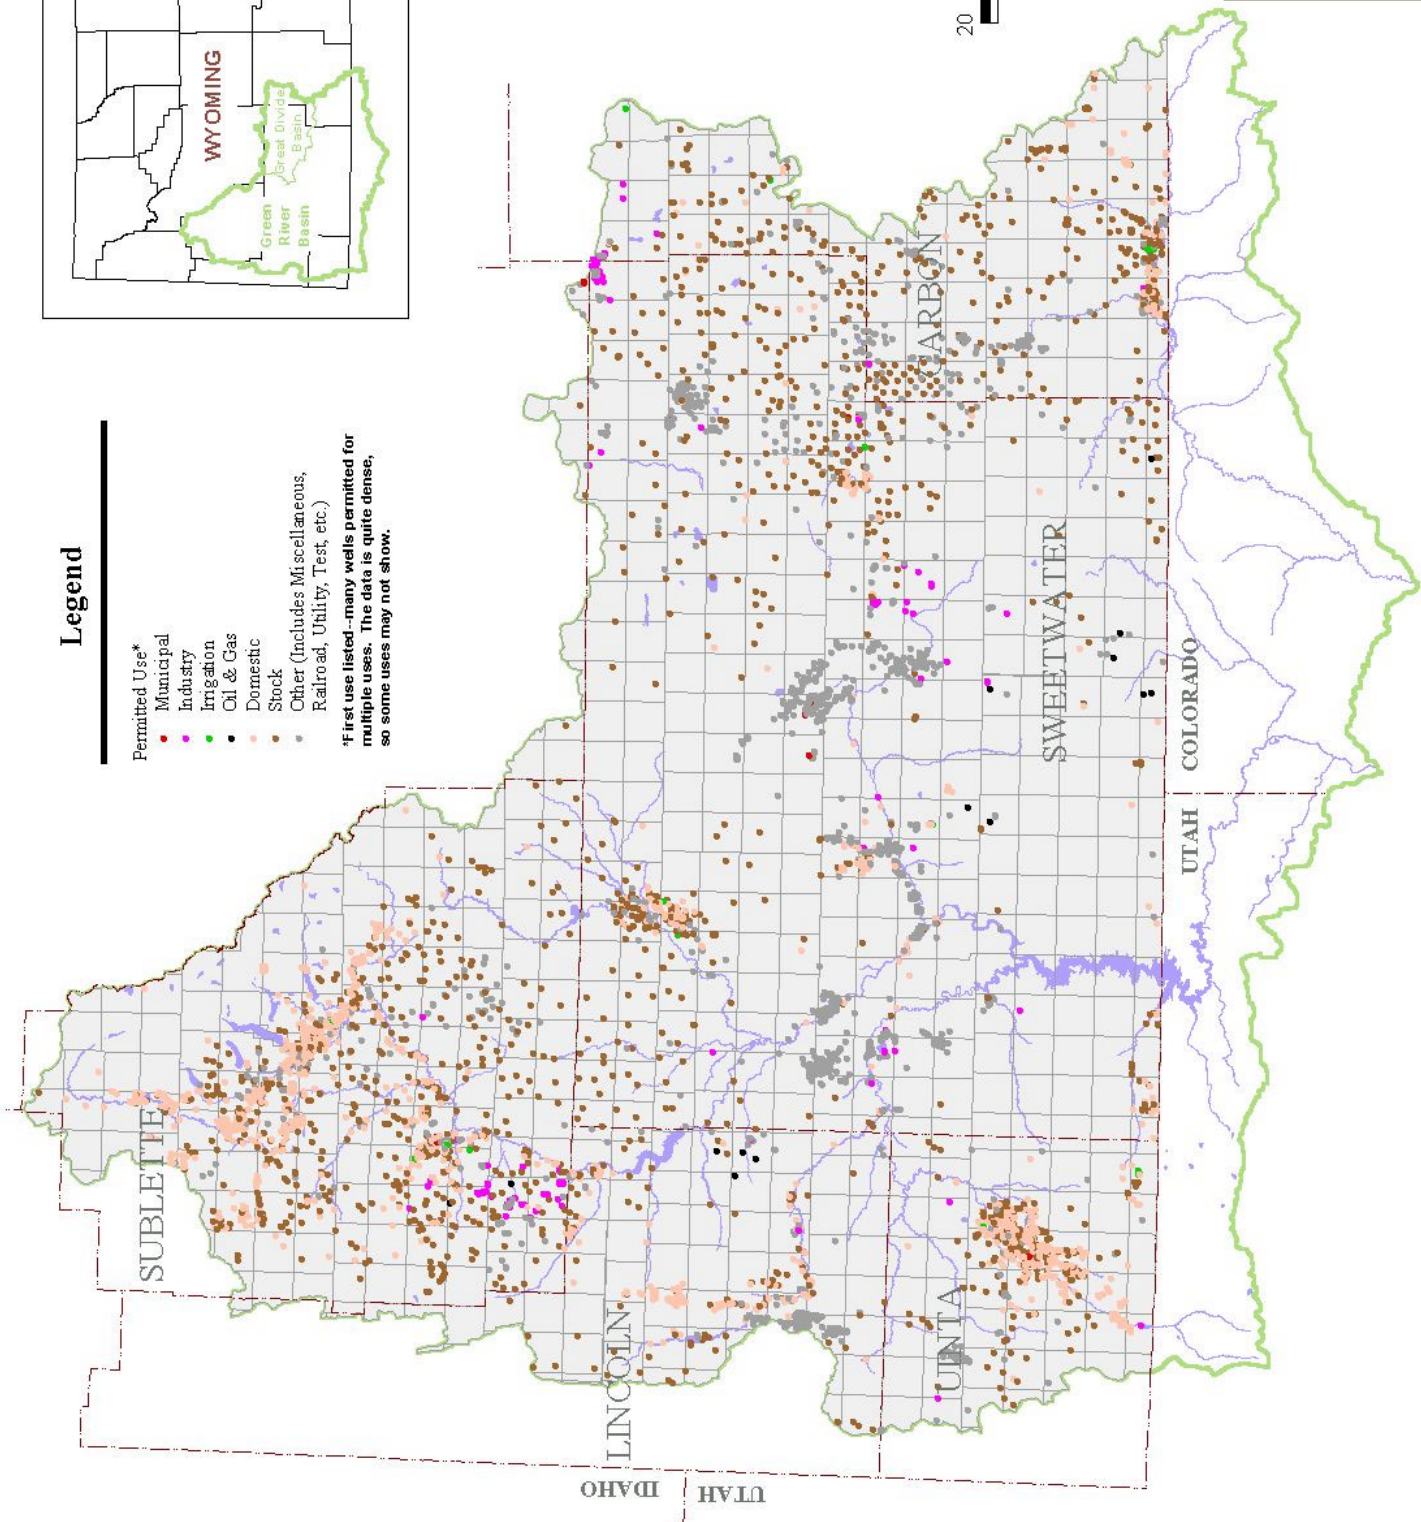 WYOMING
Great Divide
Basin
Green
River
Basin
20
Legend
Permitted Use*
Municipal
Industry
Irrigation
Oil & Gas
Domestic
Stock
Other (Includes Miscellaneous,
Railroad, Utility, Test, etc.)
*First use listed--many wells permitted for
multiple uses. The data is quite dense,
so some uses may not show.
SUBLETTE
LINCOLN
UINTA
SWEETWATER
CARBON
IDAHO
UTAH
UTAH
COLORADO